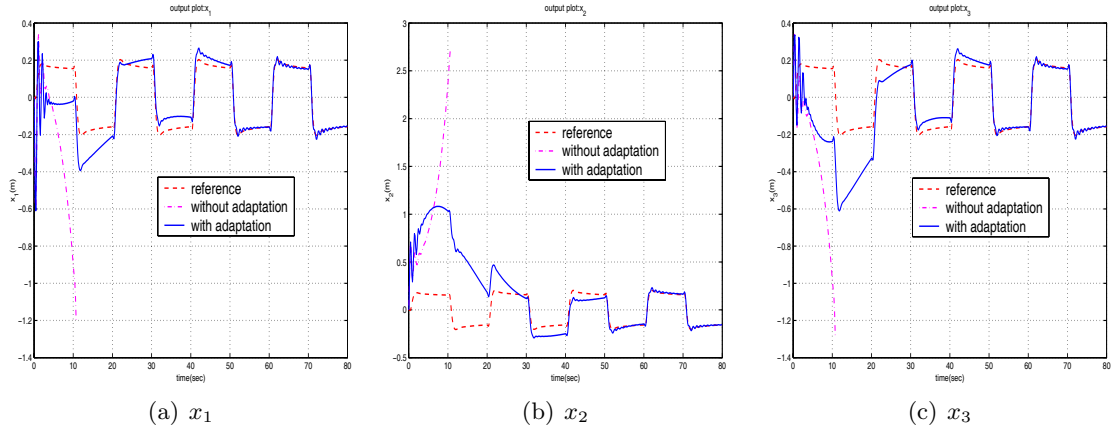 output plot:x1
0.4
0.2
0
-0.2
-0.4
-0.6
-0.8
-1
-1.2
-1.4
x1(m)
reference
without adaptation
with adaptation
0 10 20 30 40 50 60 70 80
time(sec)
(a) x1
output plot:x2
3
2.5
2
1.5
1
0.5
0
-0.5
x2(m)
reference
without adaptation
with adaptation
0 10 20 30 40 50 60 70 80
time(sec)
(b) x2
output plot:x3
0.4
0.2
0
-0.2
-0.4
-0.6
-0.8
-1
-1.2
-1.4
x3(m)
reference
without adaptation
with adaptation
0 10 20 30 40 50 60 70 80
time(sec)
(c) x3